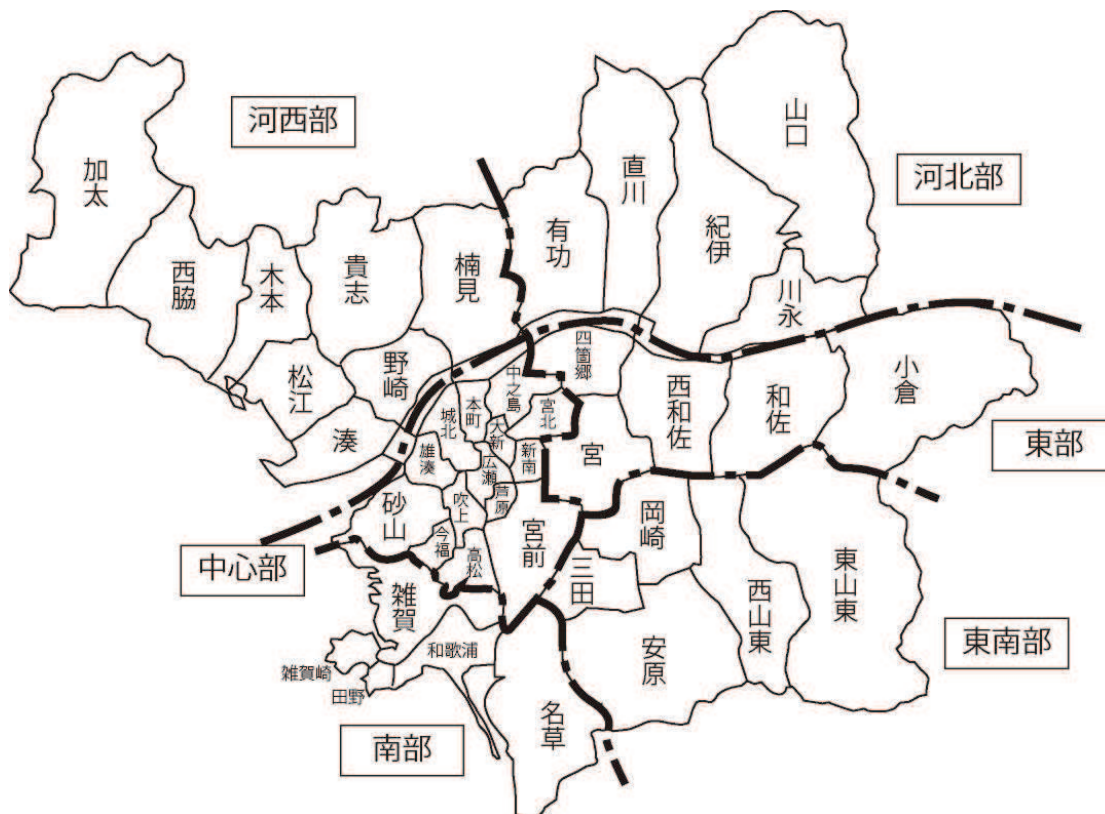 河西部
河北部
東部
中心部
東南部
南部
加太
西脇
木本
貴志
楠見
有功
直川
紀伊
山口
川永
松江
野崎
湊
四箇郷
中之島
宮北
本町
城北
大新
新南
広瀬
雄湊
芦原
吹上
砂山
今福
高松
宮前
宮
西和佐
和佐
小倉
岡崎
三田
西山東
東山東
安原
名草
雑賀
和歌浦
雑賀崎
田野